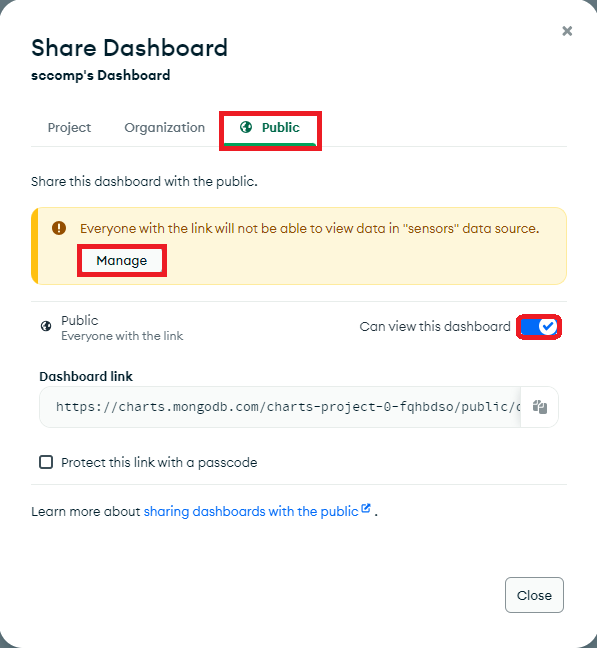 Share Dashboard
sccomp's Dashboard
Project Organization Public
Share this dashboard with the public.
Everyone with the link will not be able to view data in "sensors" data source.
Manage
Public
Everyone with the link
Can view this dashboard
Dashboard link
https://charts.mongodb.com/charts-project-0-fqhbdso/public/
Protect this link with a passcode
Learn more about sharing dashboards with the public .
Close